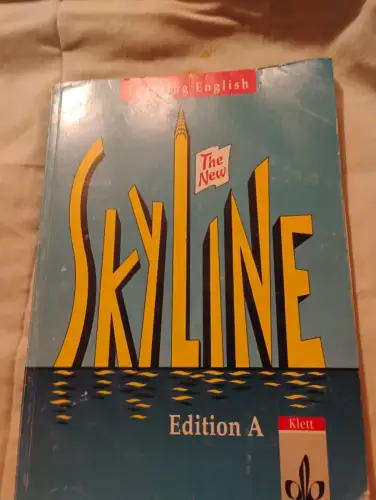 English
The
New
SKYLINE
Edition A
Klett